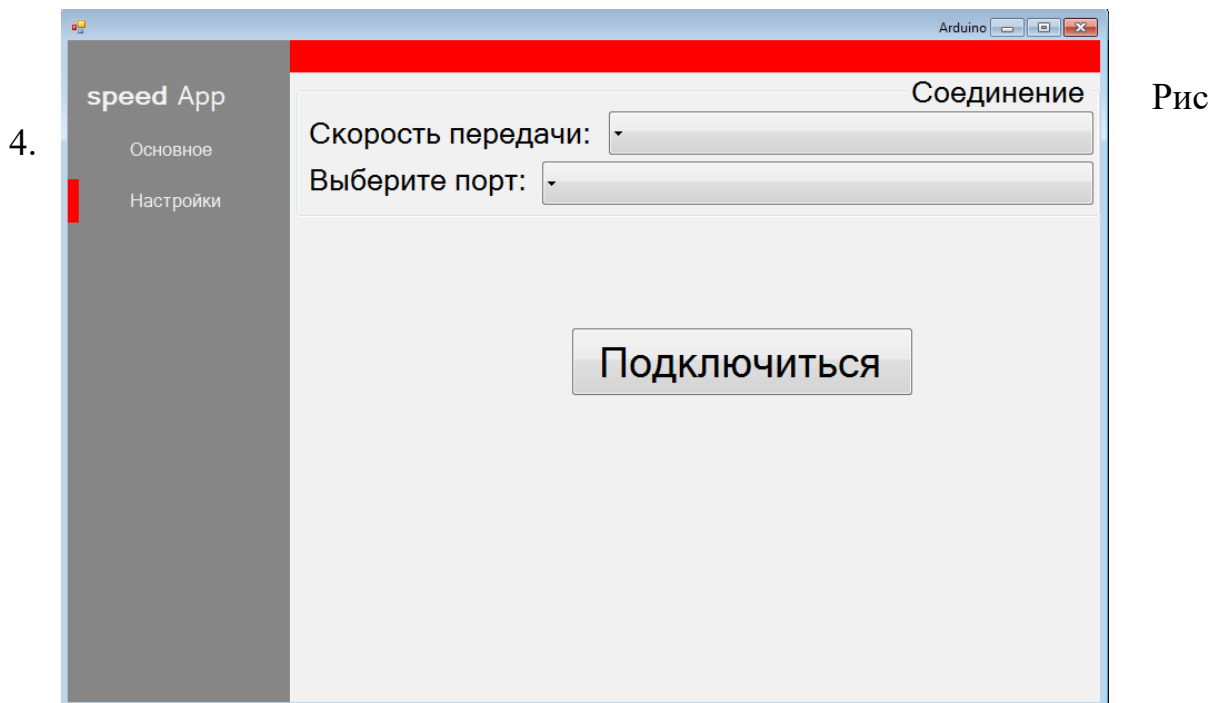 Arduino
speed App
Соединение
Рис
4.
Скорость передачи:
Основное
Выберите порт:
Настройки
Подключиться